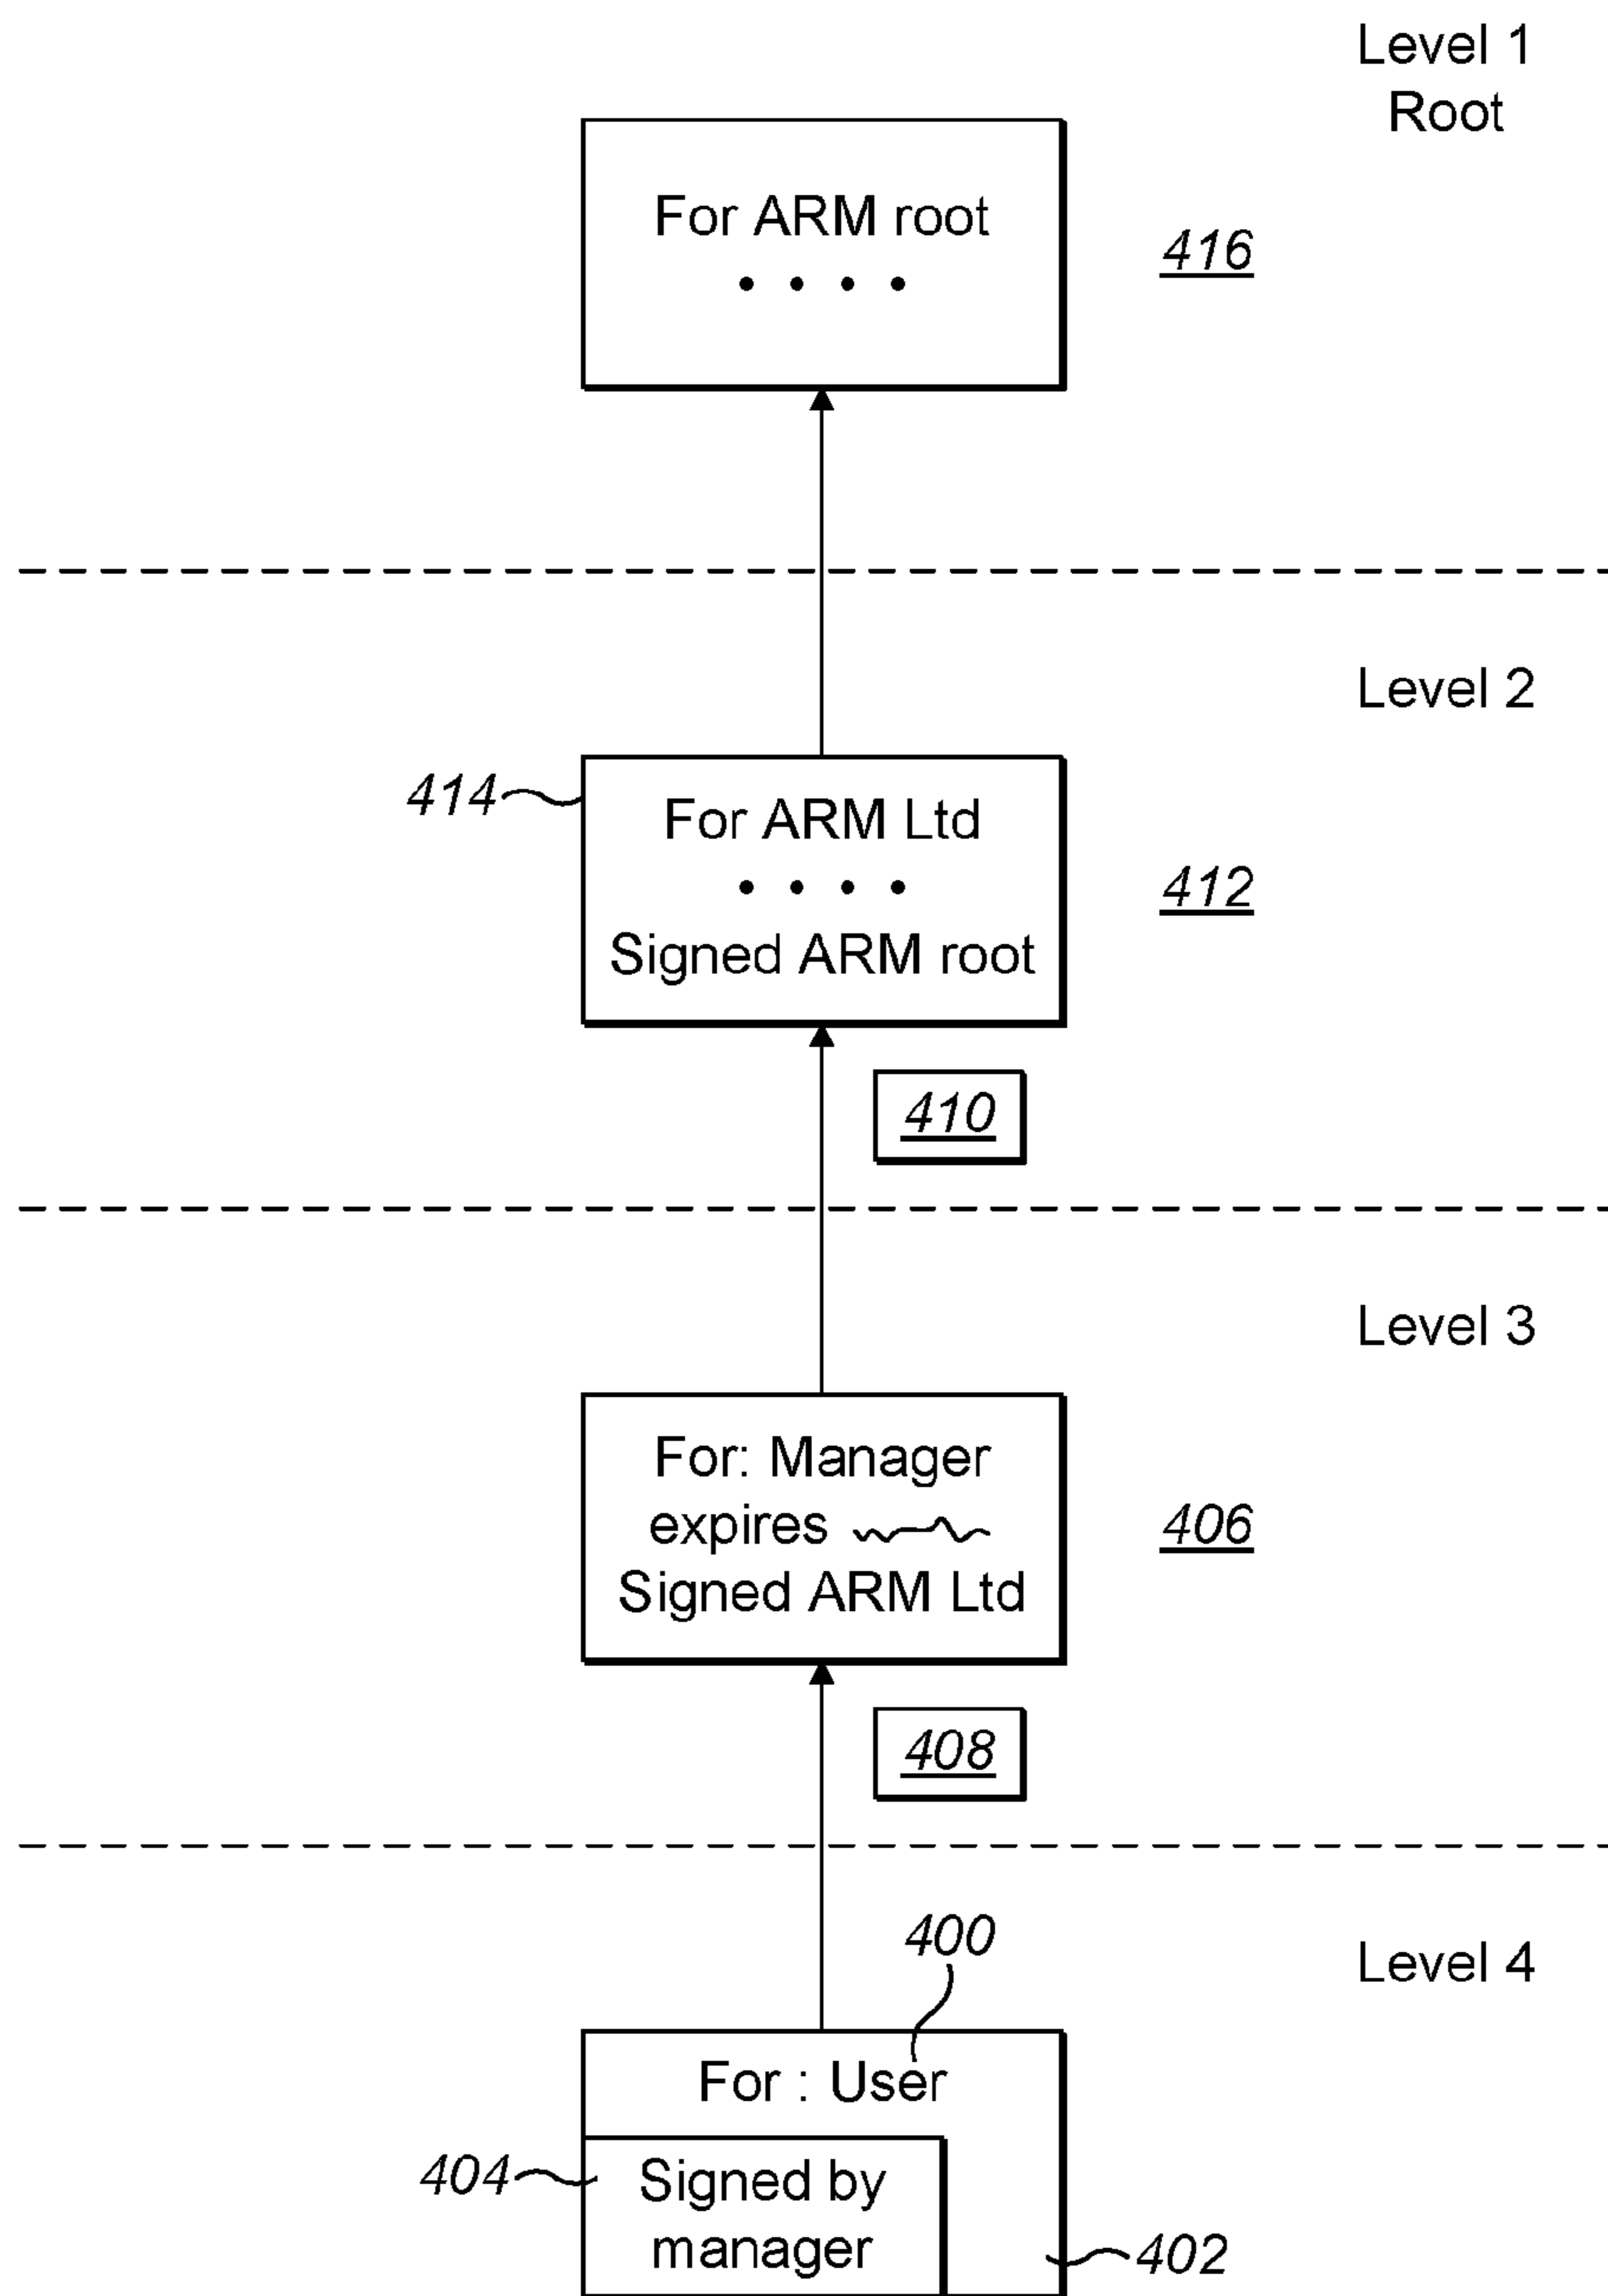 Level 1
Root
For ARM root
• • • •
416
Level 2
414
For ARM Ltd
• • • •
Signed ARM root
412
410
Level 3
For: Manager
expires
Signed ARM Ltd
406
408
400
Level 4
For : User
404
Signed by
manager
402